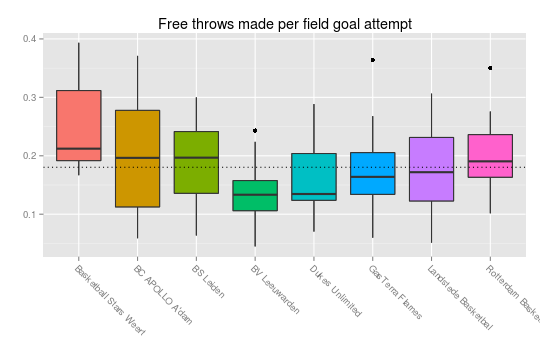 Free throws made per field goal attempt
0.4
0.3
0.2
0.1
Basketball Stars Weert
BC APOLLO A'dam
BS Leiden
BV Leeuwarden
Dukes Unlimited
GasTerra Flames
Landstede Basketbal
Rotterdam